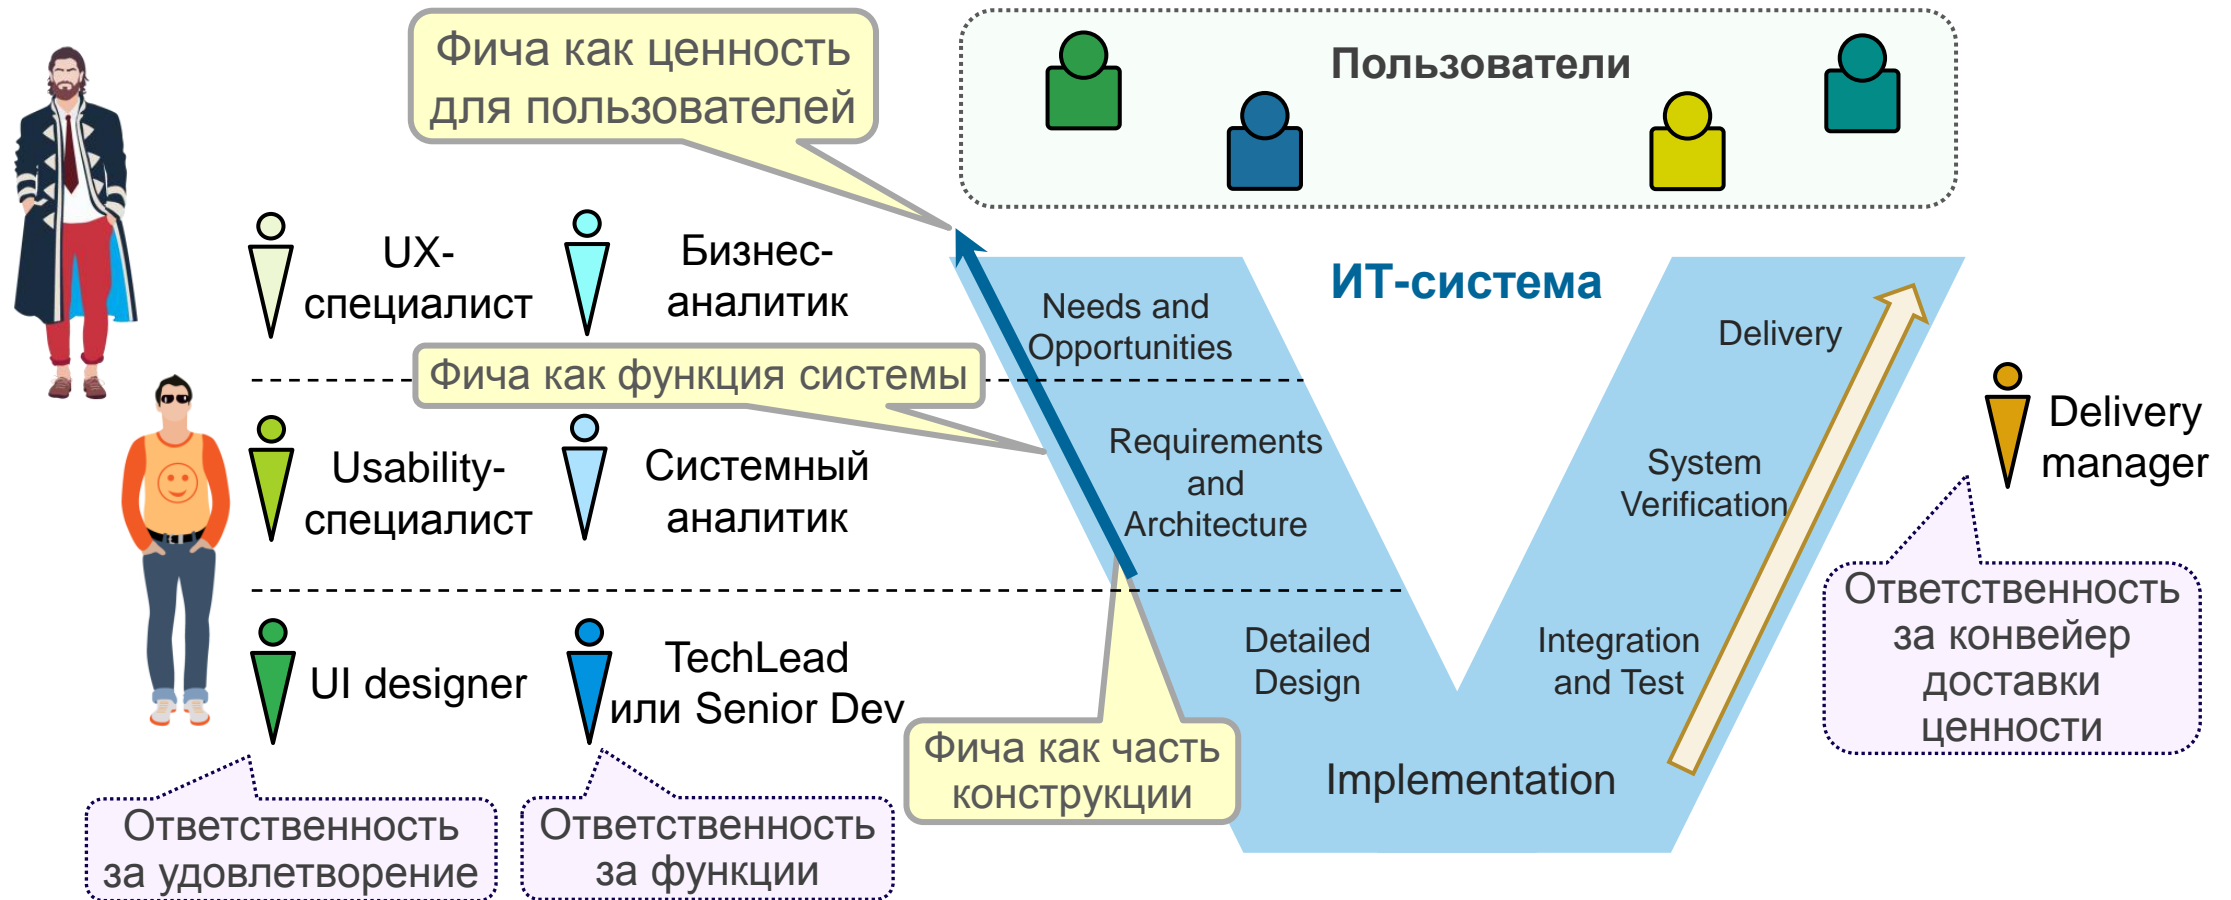 Фича как ценность
для пользователей
Пользователи
UX-
специалист
Бизнес-
аналитик
Needs and
Opportunities
ИТ-система
Delivery
Фича как функция системы
Usability-
специалист
Системный
аналитик
Requirements
and
Architecture
System
Verification
Delivery
manager
Ответственность
за конвейер
доставки
ценности
UI designer
TechLead
или Senior Dev
Detailed
Design
Integration
and Test
Фича как часть
конструкции
Implementation
Ответственность
за удовлетворение
Ответственность
за функции